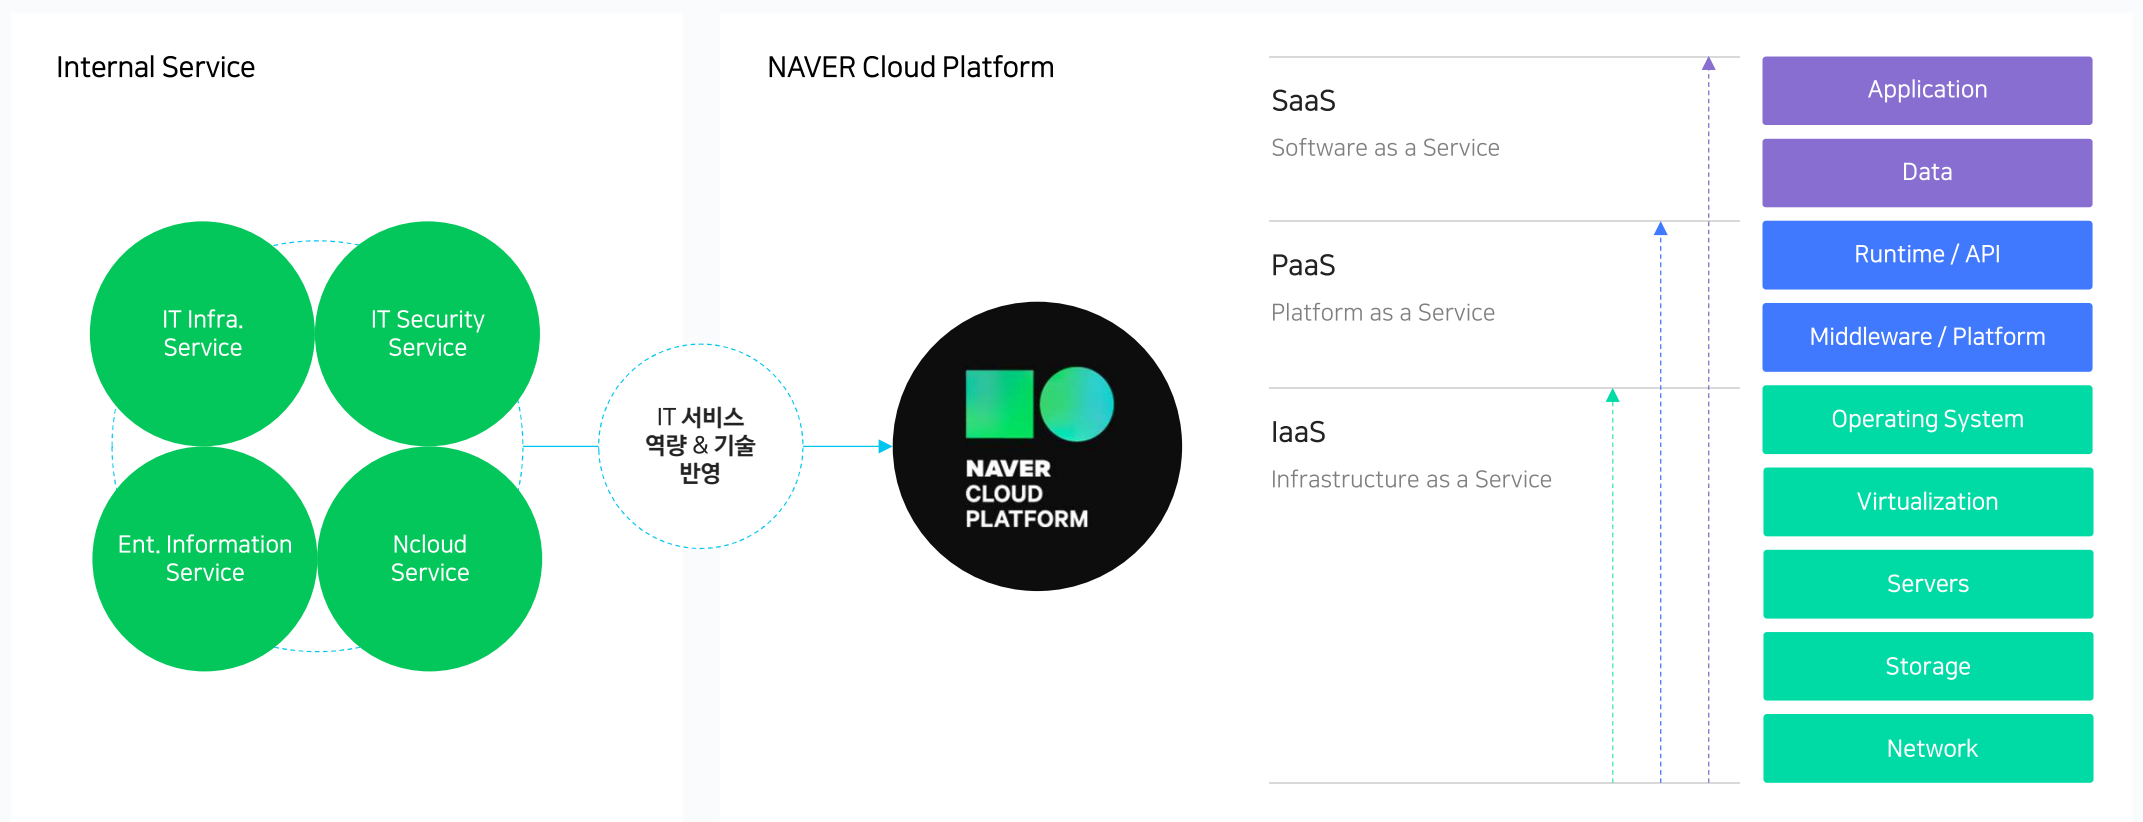 Internal Service
IT Infra.
Service
IT Security
Service
Ent. Information
Service
Ncloud
Service
IT 서비스
역량 & 기술
반영
NAVER Cloud Platform
NAVER
CLOUD
PLATFORM
SaaS
Software as a Service
PaaS
Platform as a Service
IaaS
Infrastructure as a Service
Application
Data
Runtime / API
Middleware / Platform
Operating System
Virtualization
Servers
Storage
Network